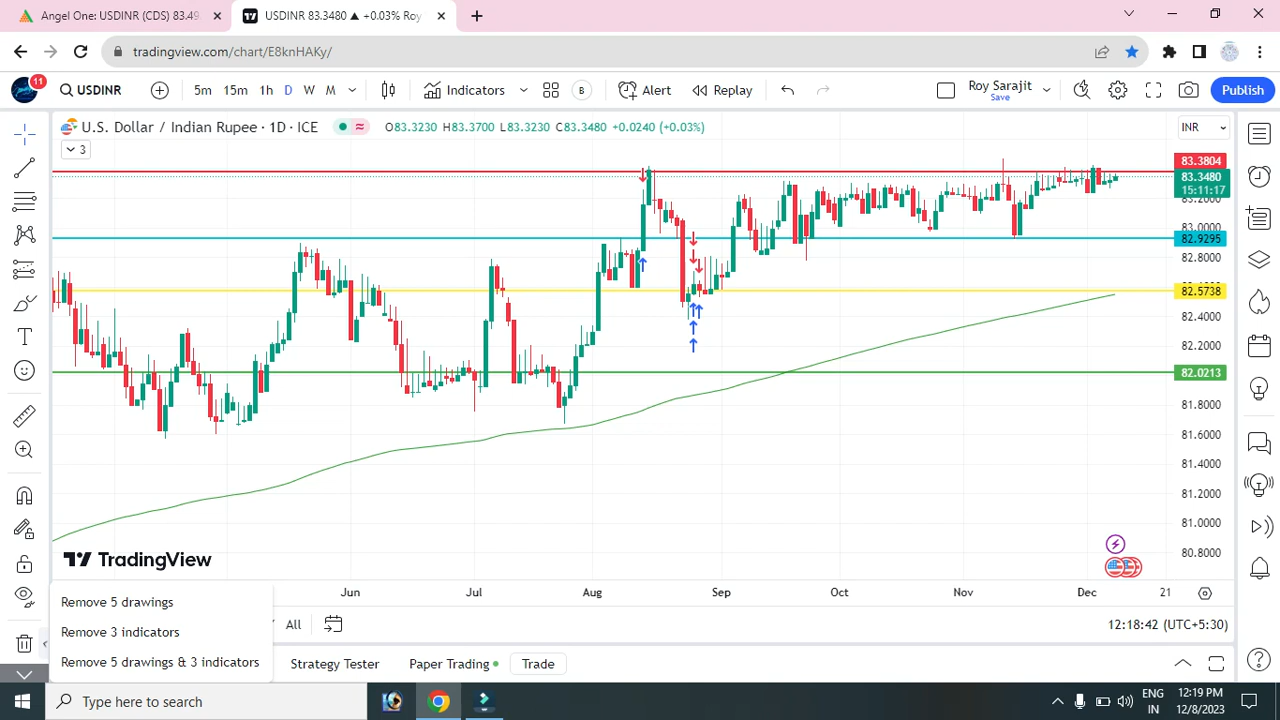 Angel One: USDINR (CDS) 83.49
USDINR 83.3480 ▲ +0.03% Roy
tradingview.com/chart/E8knHAKy/
11
USDINR
5m 15m 1h D W M
Indicators
B
Alert
Replay
Roy Sarajit
Save
Publish
U.S. Dollar / Indian Rupee · 1D · ICE
O83.3230 H83.3700 L83.3230 C83.3480 +0.0240 (+0.03%)
INR
3
83.3804
83.3480
15:11:17
83.2000
83.0000
82.9295
82.8000
82.5738
82.4000
82.2000
82.0213
81.8000
81.6000
81.4000
81.2000
81.0000
80.8000
TradingView
Jun Jul Aug Sep Oct Nov Dec 21
Remove 5 drawings
Remove 3 indicators
Remove 5 drawings & 3 indicators
All
12:18:42 (UTC+5:30)
Strategy Tester
Paper Trading
Trade
Type here to search
ENG
IN
12:19 PM
12/8/2023